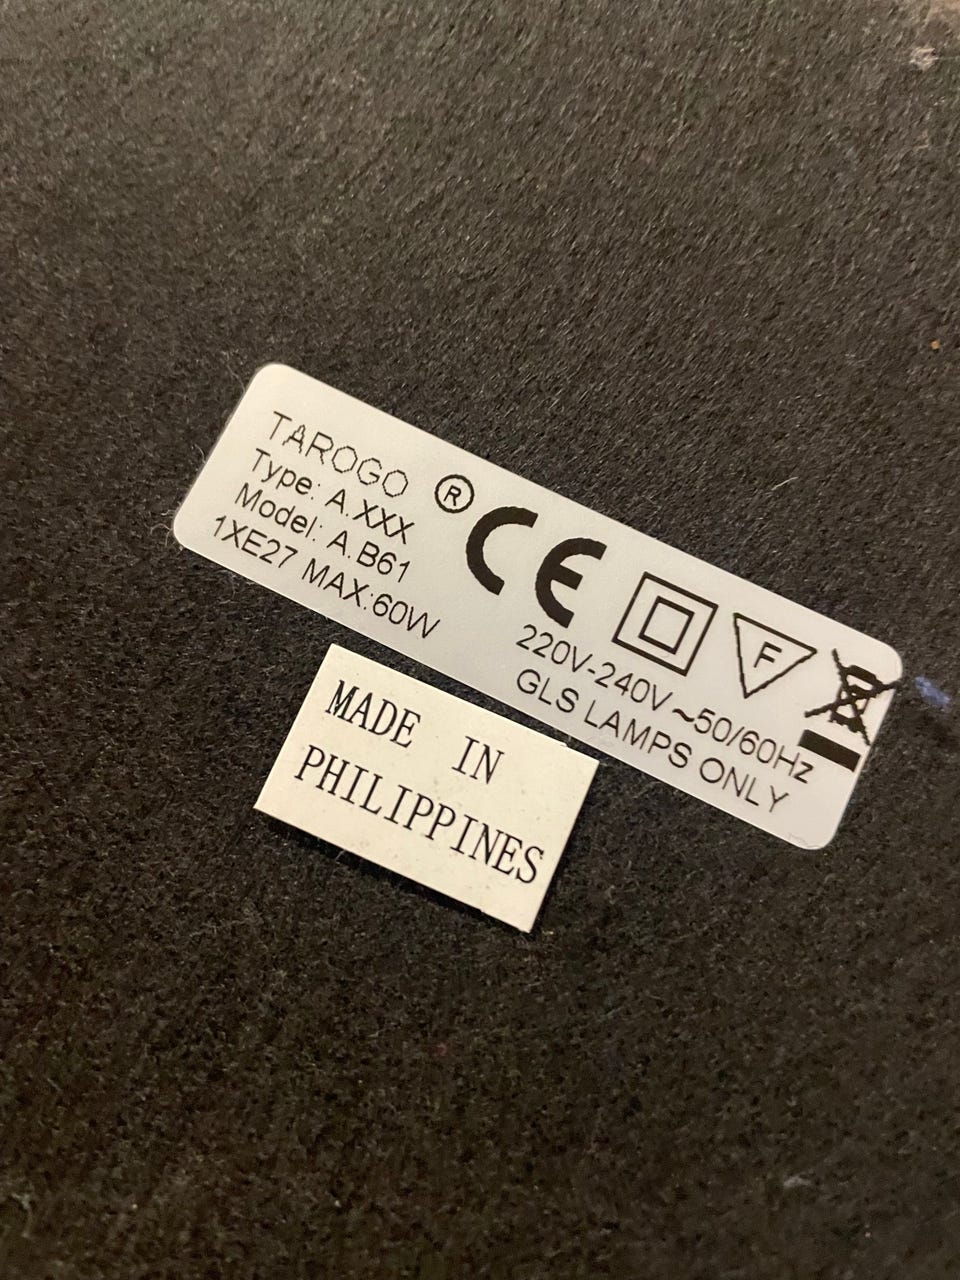 TAROGO ®
Type: A.XXX
Model: A.B61
1XE27 MAX:60W
CE
F
220V-240V~50/60Hz
GLS LAMPS ONLY
MADE IN
PHILIPPINES